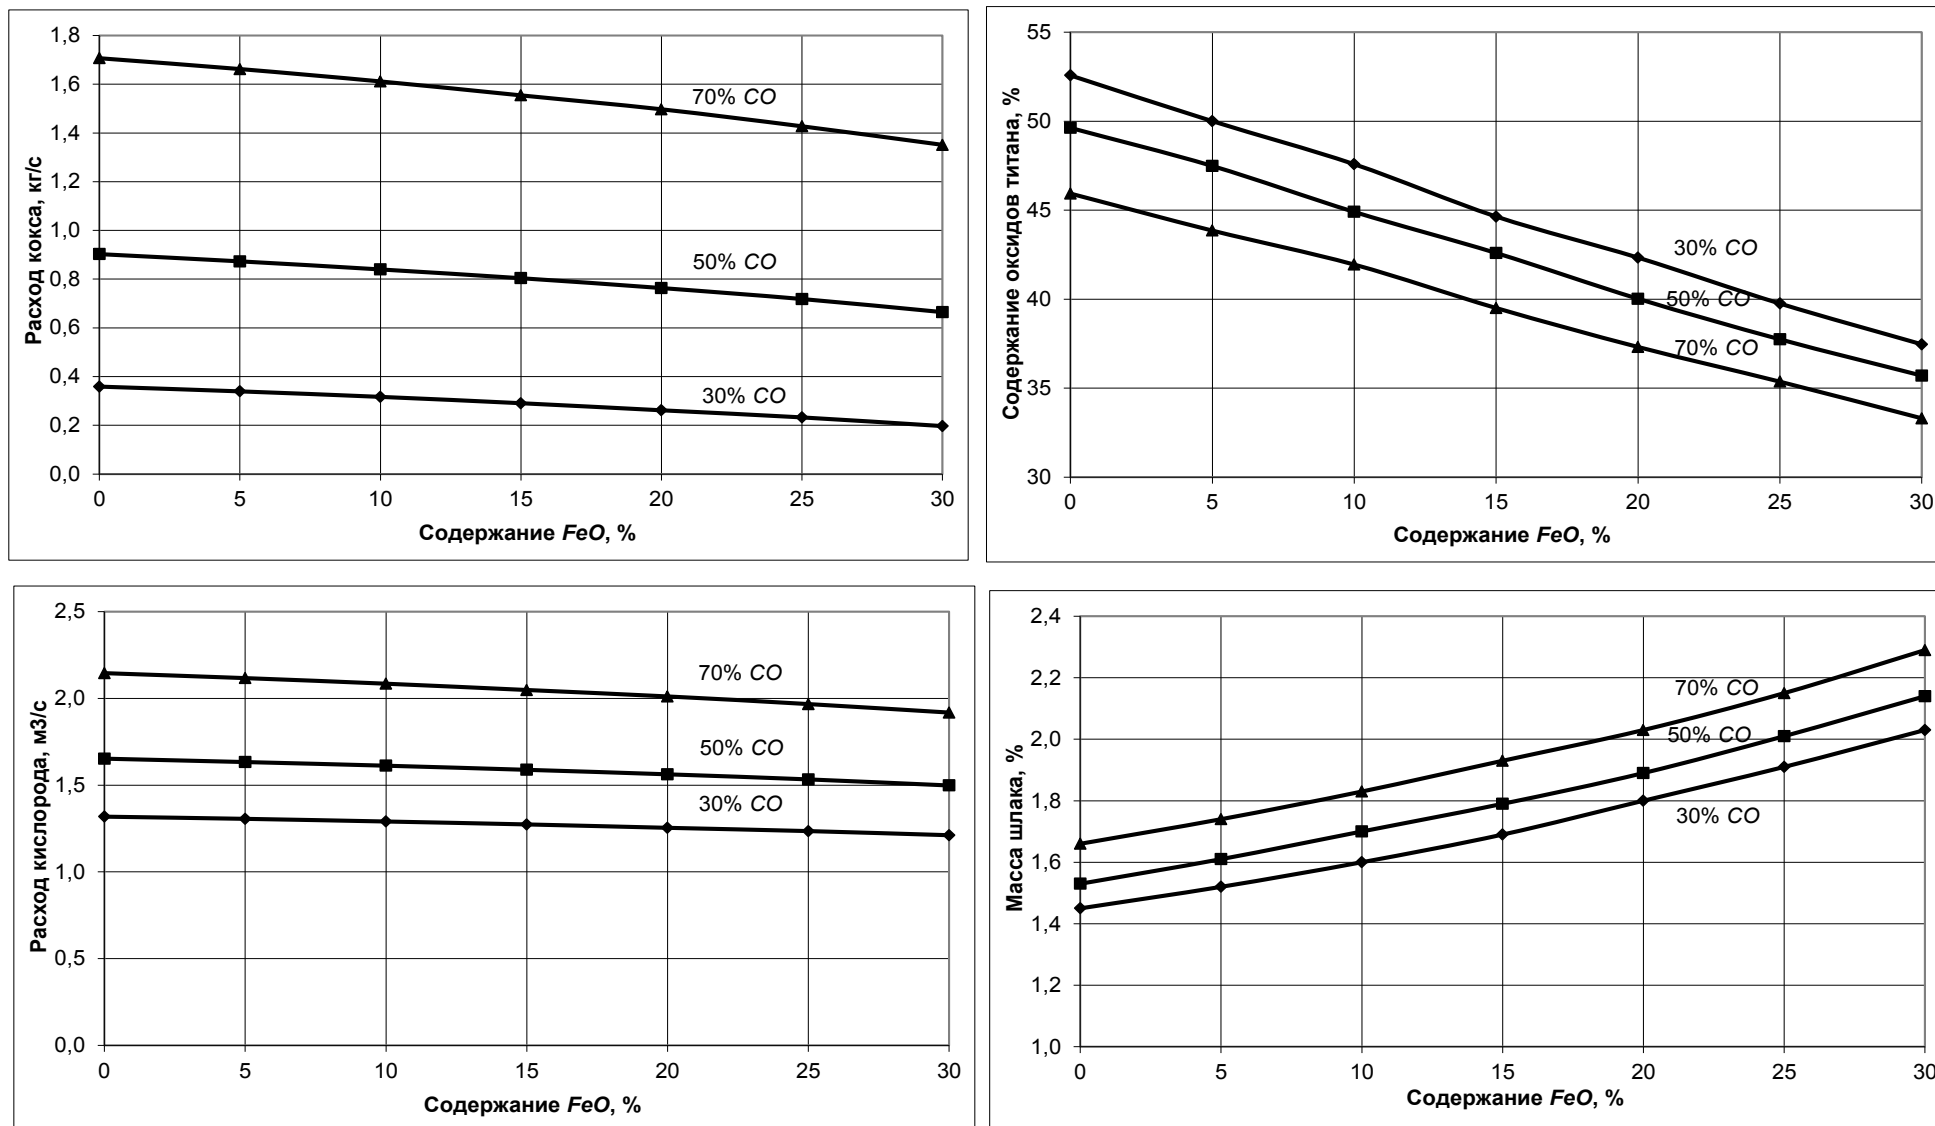 Расход кокса, кг/с
1,8
1,6
1,4
1,2
1,0
0,8
0,6
0,4
0,2
0,0
70% CO
50% CO
30% CO
0 5 10 15 20 25 30
Содержание FeO, %
Содержание оксидов титана, %
55
50
45
40
35
30
30% CO
50% CO
70% CO
0 5 10 15 20 25 30
Содержание FeO, %
Расход кислорода, м3/с
2,5
2,0
1,5
1,0
0,5
0,0
70% CO
50% CO
30% CO
0 5 10 15 20 25 30
Содержание FeO, %
Масса шлака, %
2,4
2,2
2,0
1,8
1,6
1,4
1,2
1,0
70% CO
50% CO
30% CO
0 5 10 15 20 25 30
Содержание FeO, %